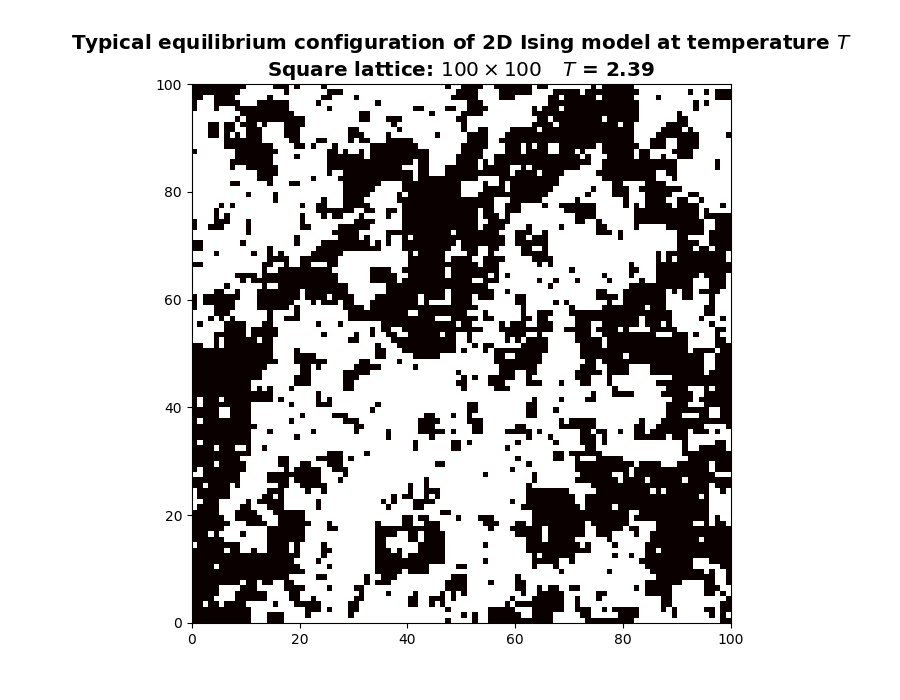 Typical equilibrium configuration of 2D Ising model at temperature T
Square lattice: 100 × 100 T = 2.39
100
80
60
40
20
0
0 20 40 60 80 100